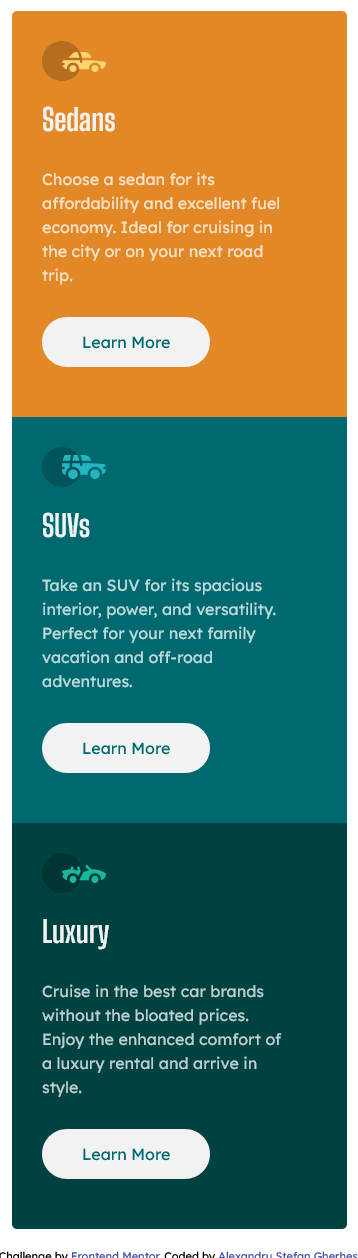 Sedans
Choose a sedan for its
affordability and excellent fuel
economy. Ideal for cruising in
the city or on your next road
trip.
Learn More
SUVs
Take an SUV for its spacious
interior, power, and versatility.
Perfect for your next family
vacation and off-road
adventures.
Learn More
Luxury
Cruise in the best car brands
without the bloated prices.
Enjoy the enhanced comfort of
a luxury rental and arrive in
style.
Learn More
Challenge by Frontend Mentor. Coded by Alexandru Stefan Gherhes